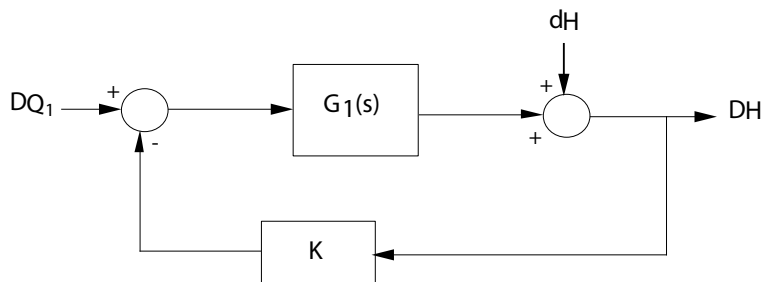 dH
DQ₁
+
-
G₁(s)
+
+
DH
K